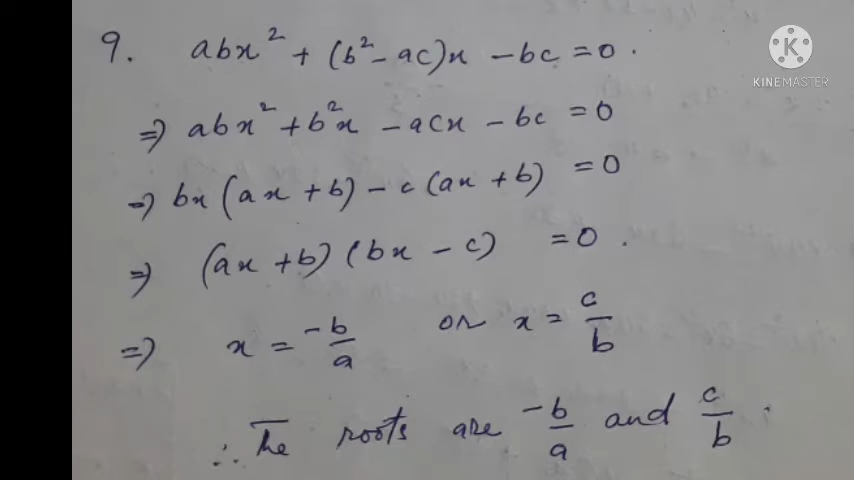 9. abx² + (b² - ac)x - bc = 0.
⇒ abx² + b²x - acx - bc = 0
⇒ bx (ax + b) - c (ax + b) = 0
⇒ (ax + b) (bx - c) = 0.
⇒ x = -b/a or x = c/b
∴ The roots are -b/a and c/b.
K
KINEMASTER